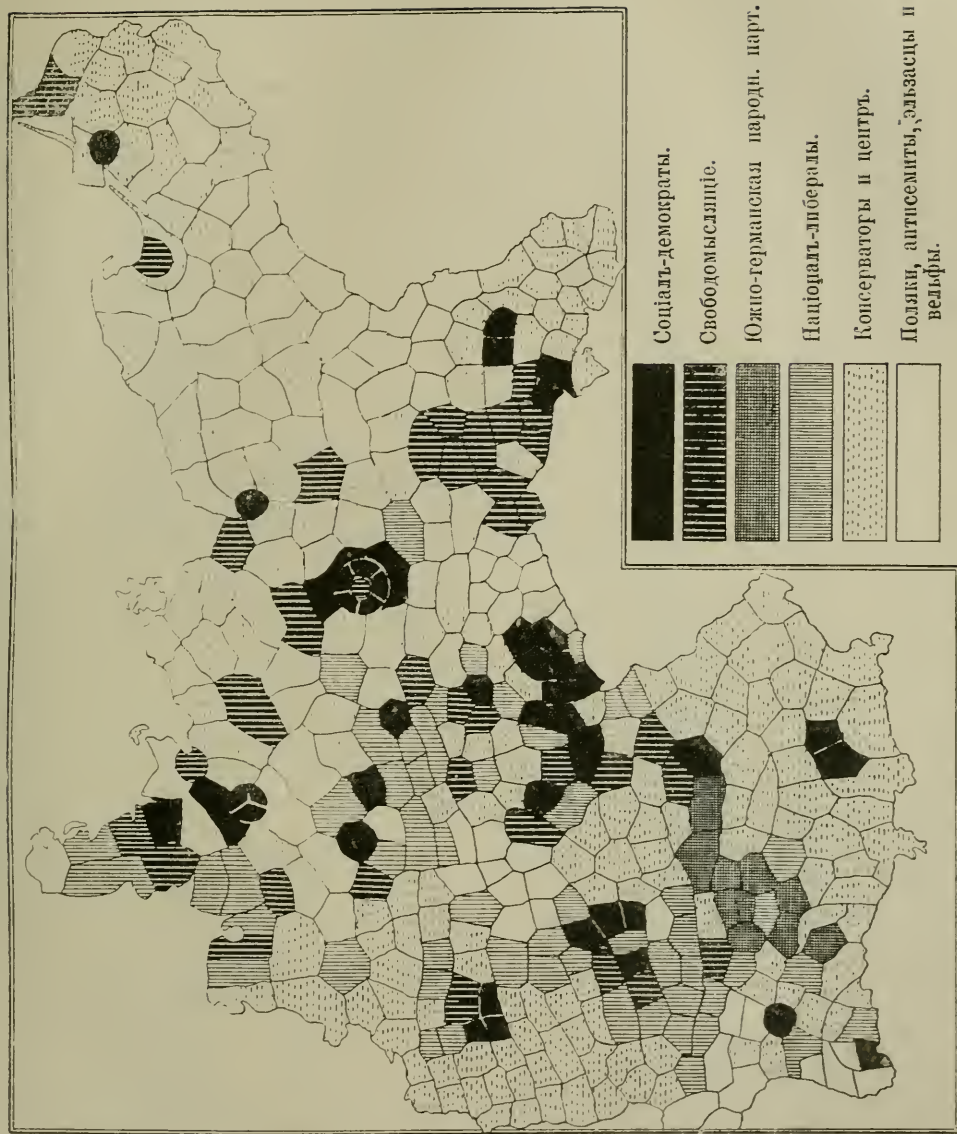 Соціалъ-демократы.
Свободомыслящіе.
Южно-германская народн. парт.
Націоналъ-либералы.
Консерваторы и центръ.
Поляки, антисемиты, эльзасцы и
вельфы.